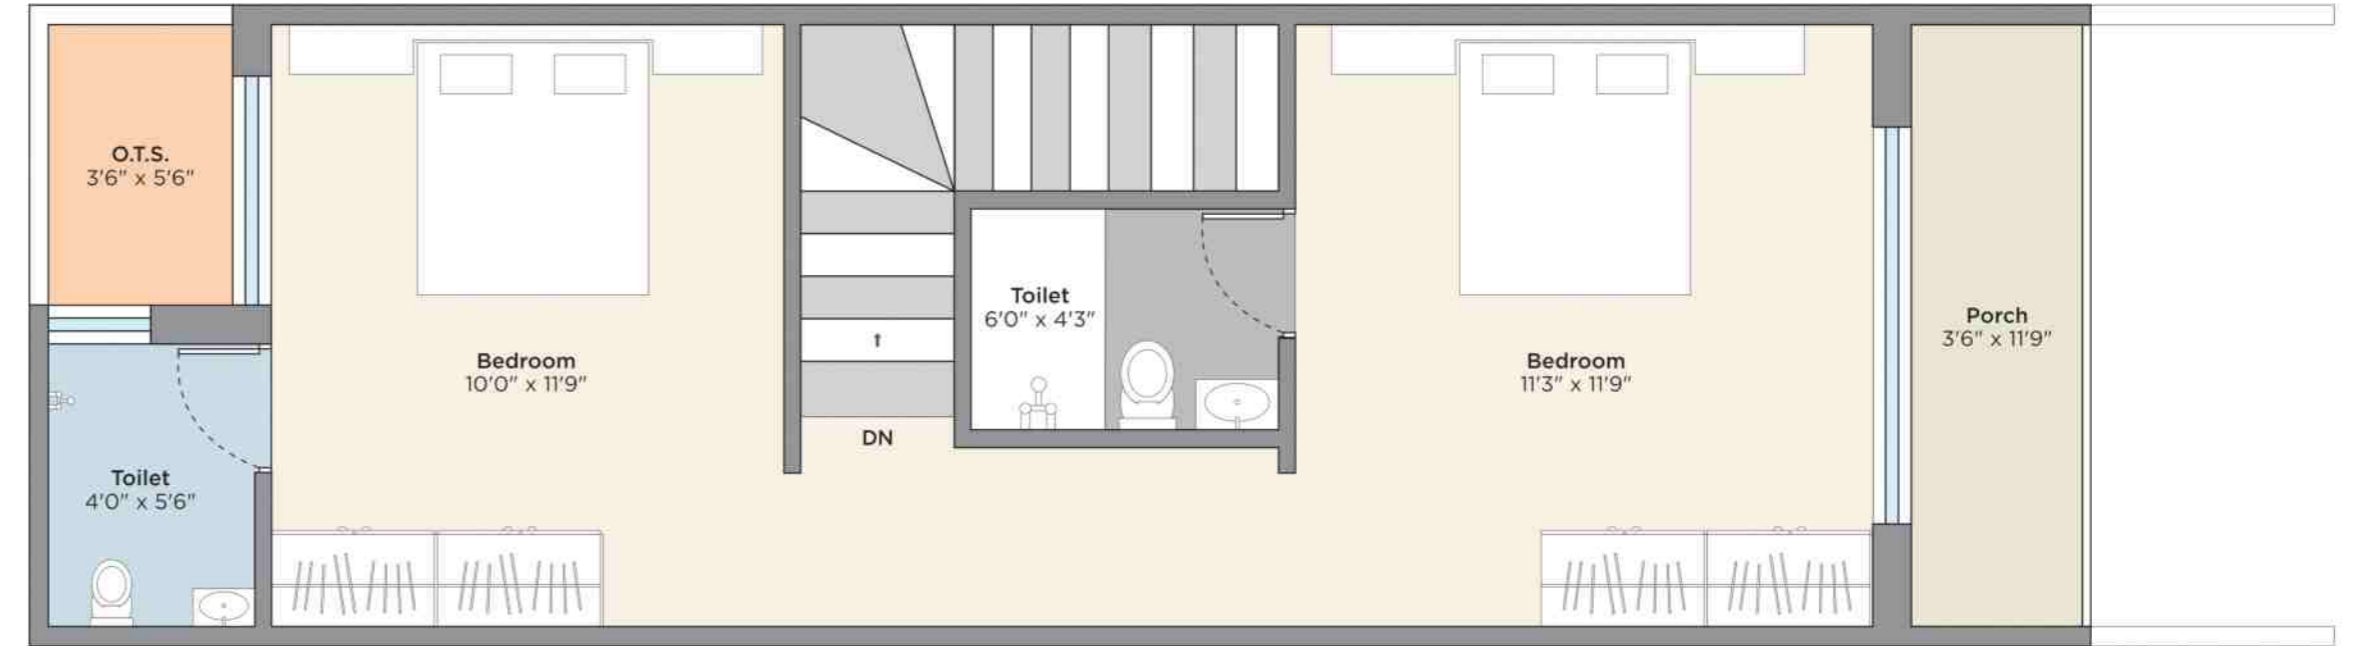 O.T.S.
3'6" x 5'6"
Toilet
4'0" x 5'6"
Bedroom
10'0" x 11'9"
DN
Toilet
6'0" x 4'3"
Bedroom
11'3" x 11'9"
Porch
3'6" x 11'9"